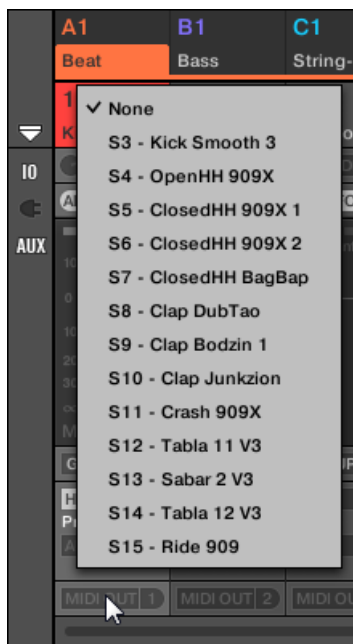 A1 B1 C1
Beat Bass String-
1
K
None
S3 - Kick Smooth 3
S4 - OpenHH 909X
S5 - ClosedHH 909X 1
IO
S6 - ClosedHH 909X 2
AUX
S7 - ClosedHH BagBap
S8 - Clap DubTao
S9 - Clap Bodzin 1
S10 - Clap Junkzion
S11 - Crash 909X
S12 - Tabla 11 V3
S13 - Sabar 2 V3
S14 - Tabla 12 V3
S15 - Ride 909
MIDI OUT 1 MIDI OUT 2 MIDI OU